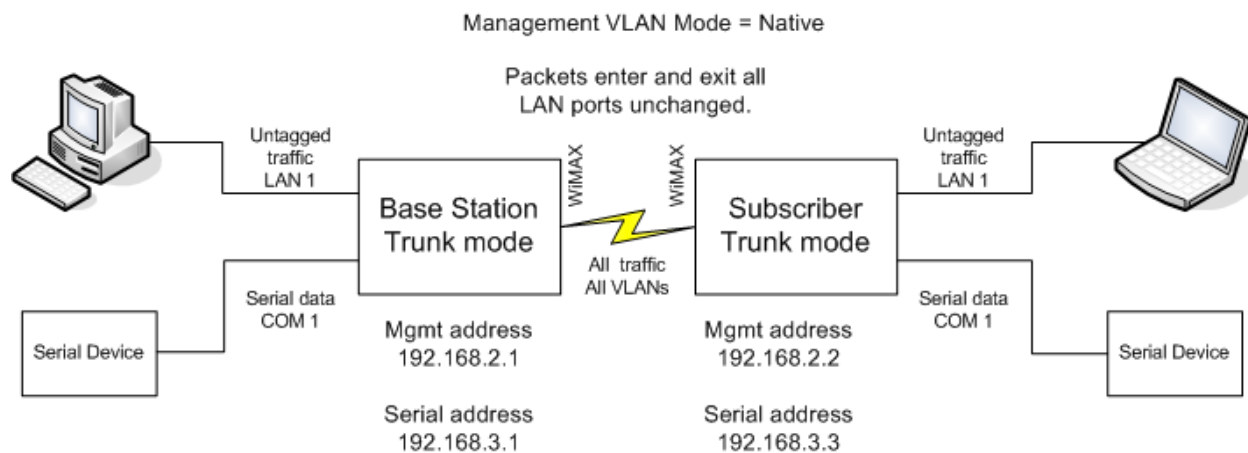 Management VLAN Mode = Native
Packets enter and exit all
LAN ports unchanged.
Untagged
traffic
LAN 1
Base Station
Trunk mode
WiMAX
WiMAX
Subscriber
Trunk mode
Untagged
traffic
LAN 1
All traffic
All VLANs
Serial data
COM 1
Serial data
COM 1
Serial Device
Serial Device
Mgmt address
192.168.2.1
Mgmt address
192.168.2.2
Serial address
192.168.3.1
Serial address
192.168.3.3